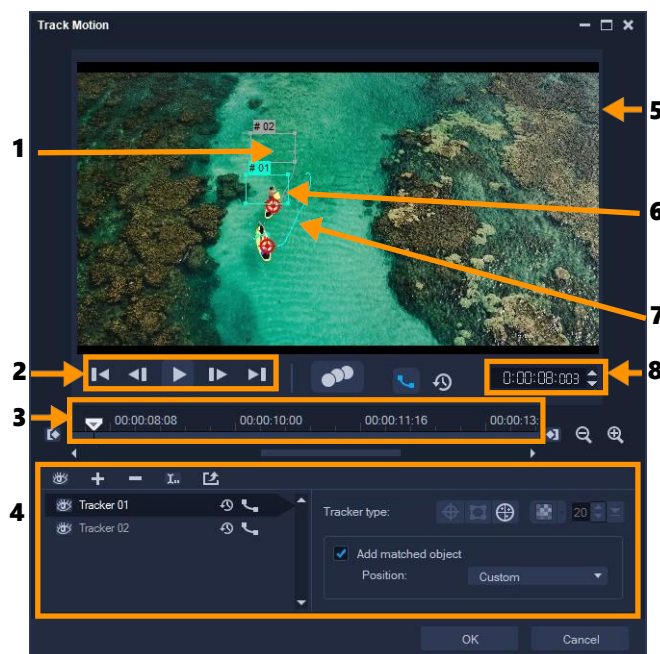 Track Motion
5
# 02
1
# 01
6
7
2
0:00:08:003
8
3
00:00:08:08 00:00:10:00 00:00:11:16 00:00:13:
4
Tracker 01
Tracker type:
20
Tracker 02
Add matched object
Position: Custom
OK Cancel